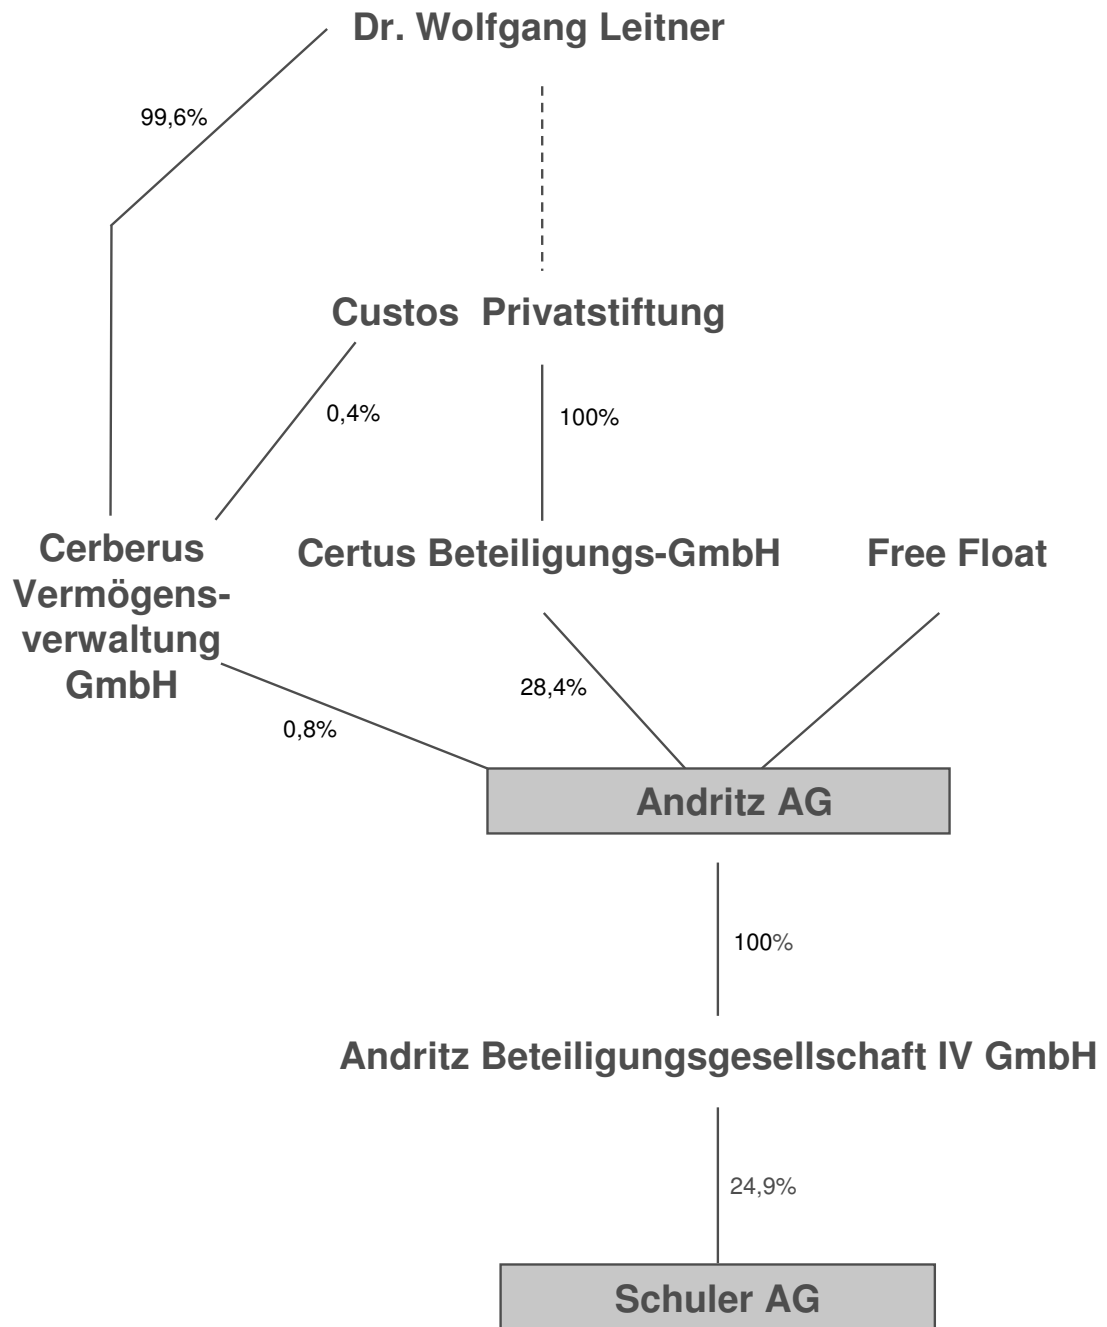 Dr. Wolfgang Leitner
99,6%
Custos Privatstiftung
0,4%
100%
Cerberus
Vermögens-
verwaltung
GmbH
Certus Beteiligungs-GmbH
Free Float
28,4%
0,8%
Andritz AG
100%
Andritz Beteiligungsgesellschaft IV GmbH
24,9%
Schuler AG